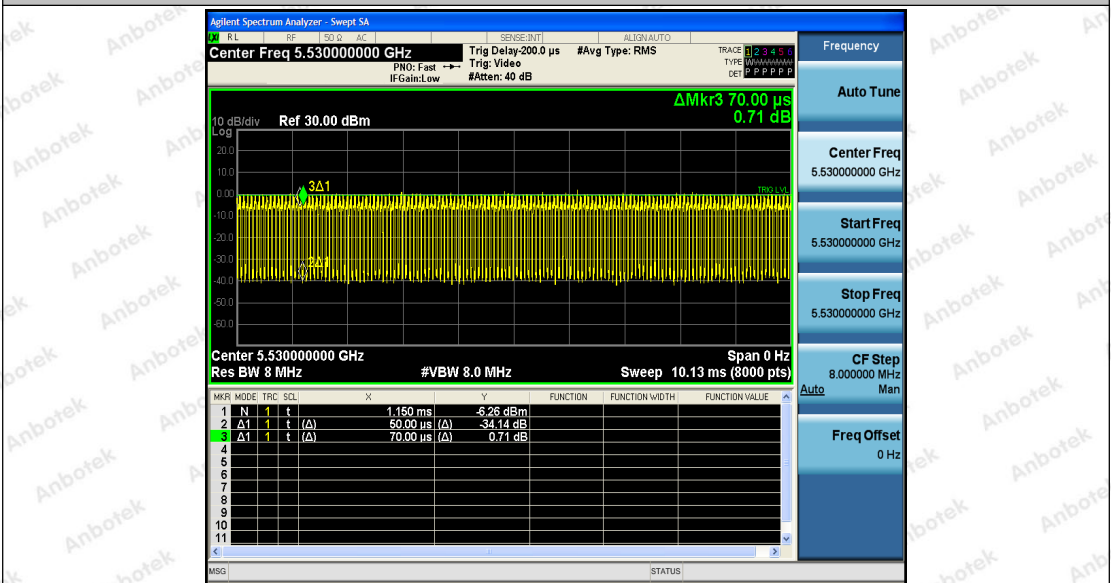 Agilent Spectrum Analyzer - Swept SA
LXI RL RF 50 Ω AC SENSE:INT ALIGNAUTO
Center Freq 5.530000000 GHz
PNO: Fast
IFGain:Low
Trig Delay-200.0 µs
Trig: Video
#Atten: 40 dB
#Avg Type: RMS
TRACE 1 2 3 4 5 6
TYPE WWWWWW
DET P P P P P P
ΔMkr3 70.00 µs
0.71 dB
10 dB/div Ref 30.00 dBm
Log
20.0
10.0
0.00
-10.0
-20.0
-30.0
-40.0
-50.0
-60.0
3Δ1
TRIG LVL
2Δ1
Center 5.530000000 GHz Span 0 Hz
Res BW 8 MHz #VBW 8.0 MHz Sweep 10.13 ms (8000 pts)
MKR MODE TRC SCL X Y FUNCTION FUNCTION WIDTH FUNCTION VALUE
1 N 1 t 1.150 ms -6.26 dBm
2 Δ1 1 t (Δ) 50.00 µs (Δ) -34.14 dB
3 Δ1 1 t (Δ) 70.00 µs (Δ) 0.71 dB
4
5
6
7
8
9
10
11
MSG STATUS
Frequency
Auto Tune
Center Freq
5.530000000 GHz
Start Freq
5.530000000 GHz
Stop Freq
5.530000000 GHz
CF Step
8.000000 MHz
Auto Man
Freq Offset
0 Hz
Anbotek